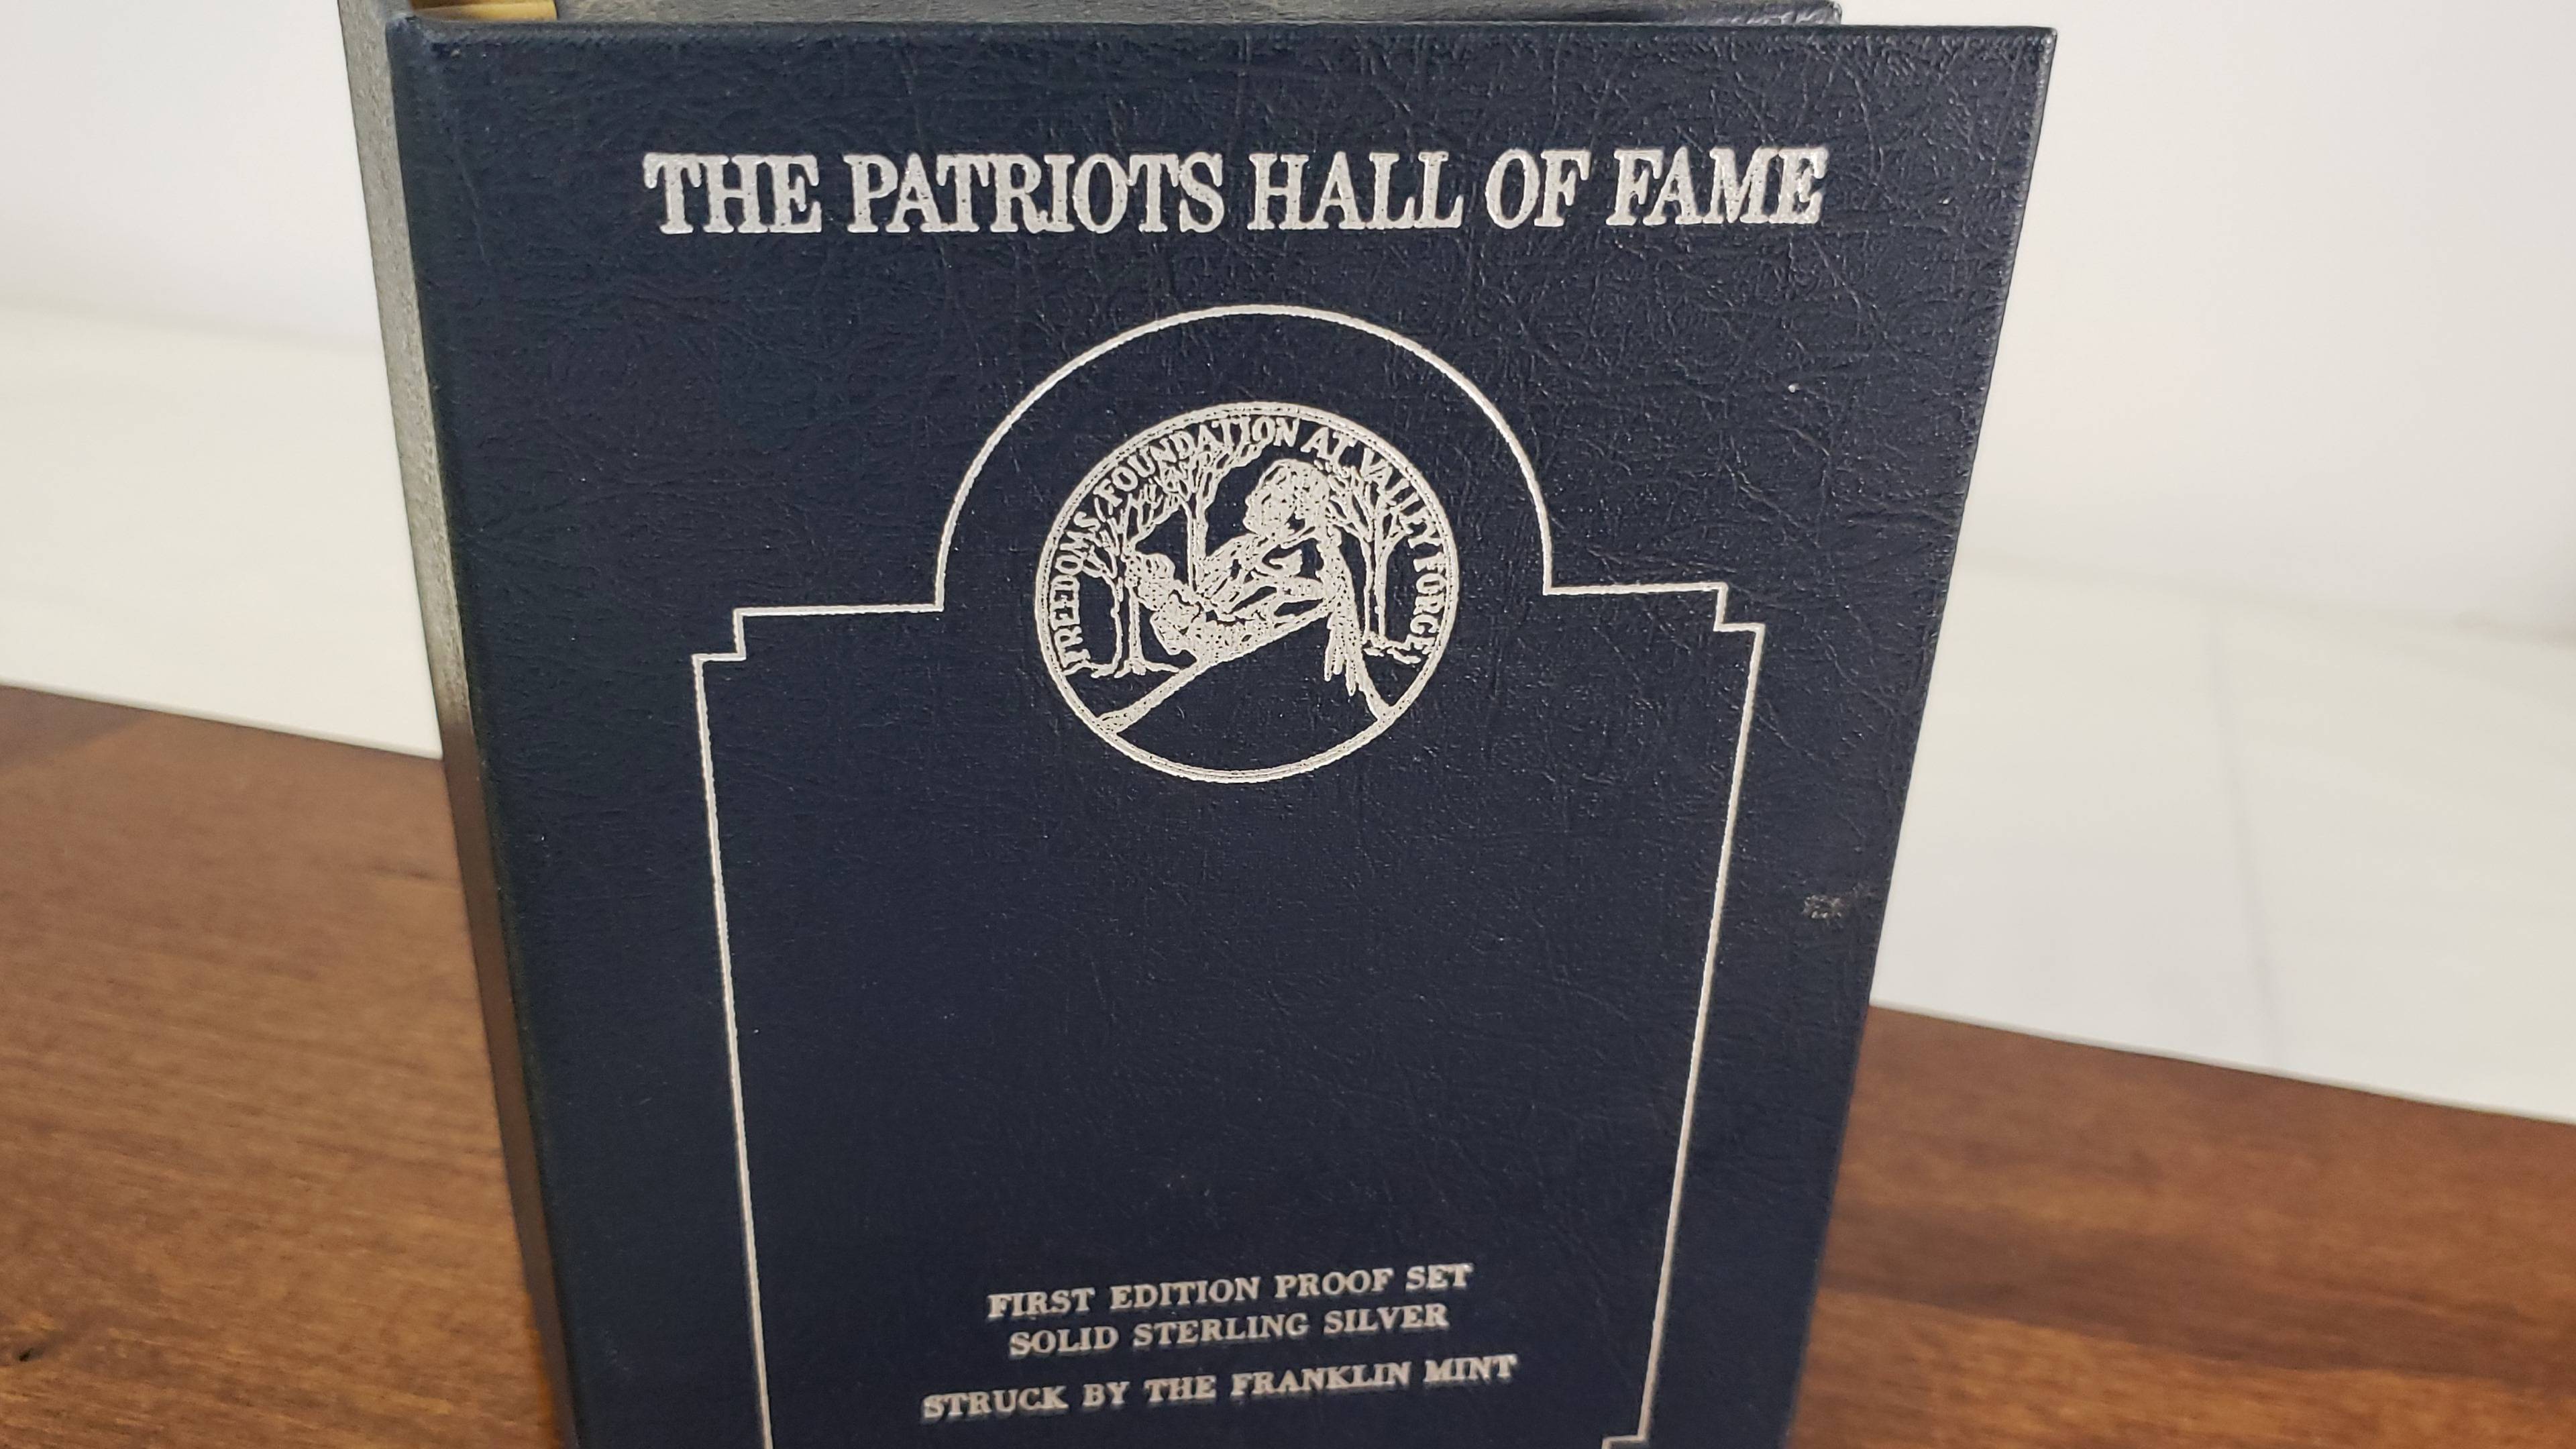 THE PATRIOTS HALL OF FAME
FREEDOMS FOUNDATION AT VALLEY FORGE
FIRST EDITION PROOF SET
SOLID STERLING SILVER
STRUCK BY THE FRANKLIN MINT